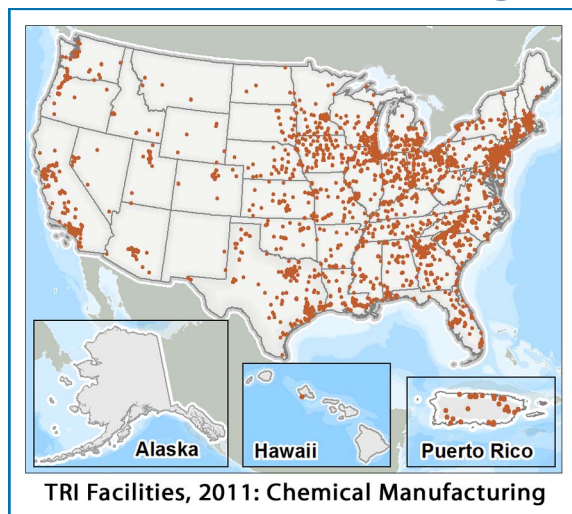 Alaska
Hawaii
Puerto Rico
TRI Facilities, 2011: Chemical Manufacturing